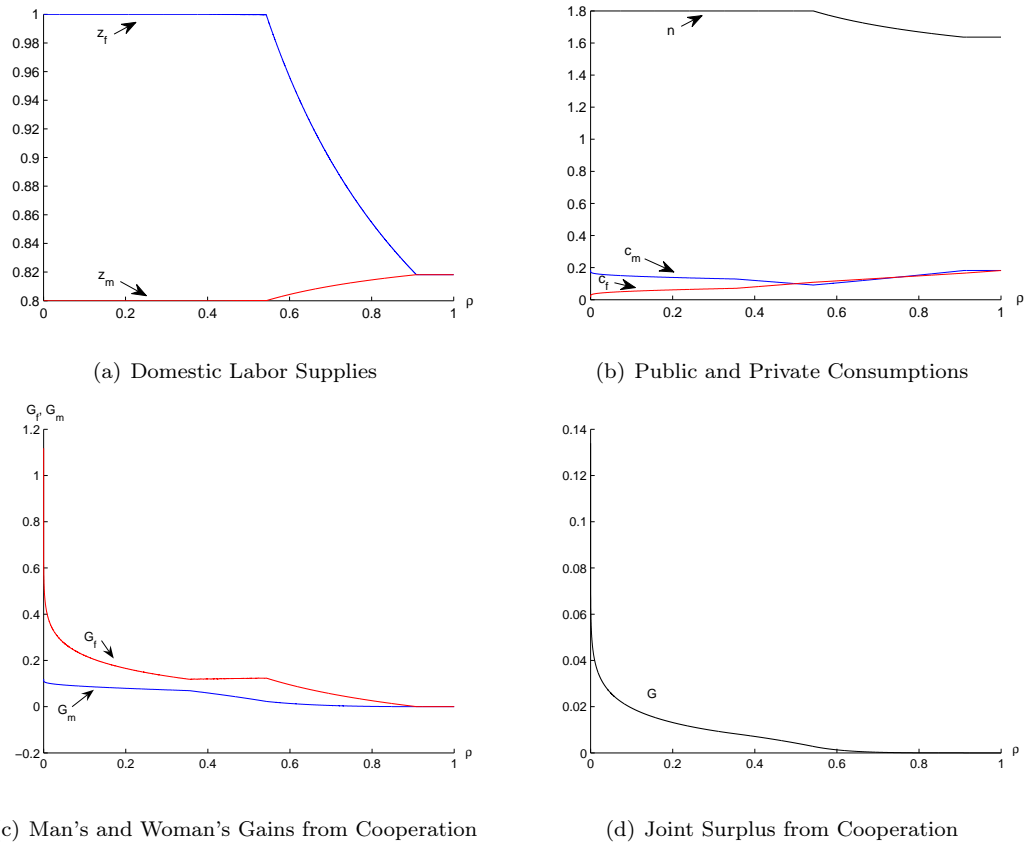 1
0.98
0.96
0.94
0.92
0.9
0.88
0.86
0.84
0.82
0.8
0 0.2 0.4 0.6 0.8 1 ρ
z_f
z_m
(a) Domestic Labor Supplies
1.8
1.6
1.4
1.2
1
0.8
0.6
0.4
0.2
0
0 0.2 0.4 0.6 0.8 1 ρ
n
c_m
c_f
(b) Public and Private Consumptions
G_f, G_m
1.2
1
0.8
0.6
0.4
0.2
0
−0.2
0 0.2 0.4 0.6 0.8 1 ρ
G_f
G_m
c) Man's and Woman's Gains from Cooperation
0.14
0.12
0.1
0.08
0.06
0.04
0.02
0
0 0.2 0.4 0.6 0.8 1 ρ
G
(d) Joint Surplus from Cooperation